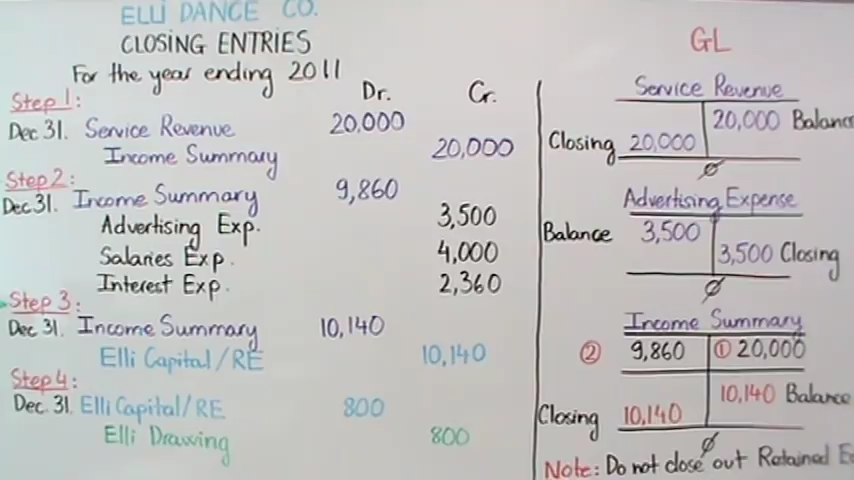 ELLI DANCE CO.
CLOSING ENTRIES
For the year ending 2011
Dr. Cr.
Step 1:
Dec 31. Service Revenue 20,000
Income Summary 20,000
Step 2:
Dec 31. Income Summary 9,860
Advertising Exp. 3,500
Salaries Exp. 4,000
Interest Exp. 2,360
Step 3:
Dec 31. Income Summary 10,140
Elli Capital/RE 10,140
Step 4:
Dec. 31. Elli Capital/RE 800
Elli Drawing 800
GL
Service Revenue
20,000 Balanc
Closing 20,000
Ø
Advertising Expense
Balance 3,500
3,500 Closing
Ø
Income Summary
② 9,860 ① 20,000
10,140 Balance
Closing 10,140
Ø
Note: Do not close out Retained E